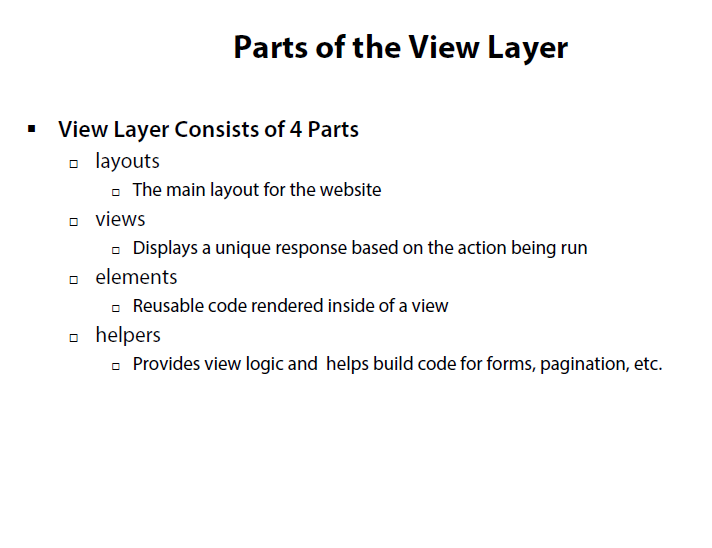 Parts of the View Layer
View Layer Consists of 4 Parts
layouts
The main layout for the website
views
Displays a unique response based on the action being run
elements
Reusable code rendered inside of a view
helpers
Provides view logic and  helps build code for forms, pagination, etc.